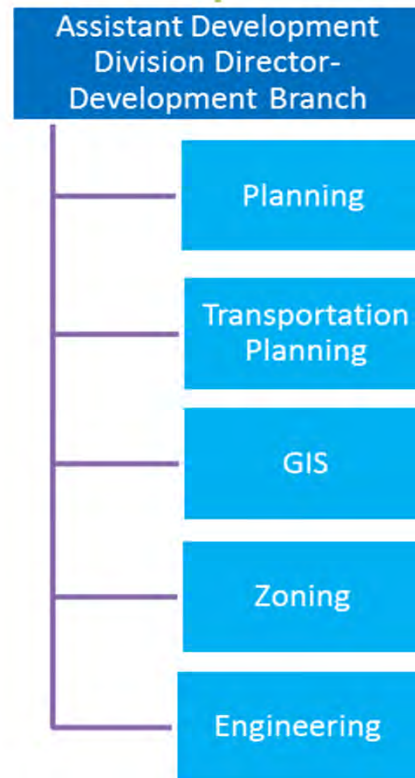 Assistant Development
Division Director-
Development Branch
Planning
Transportation
Planning
GIS
Zoning
Engineering